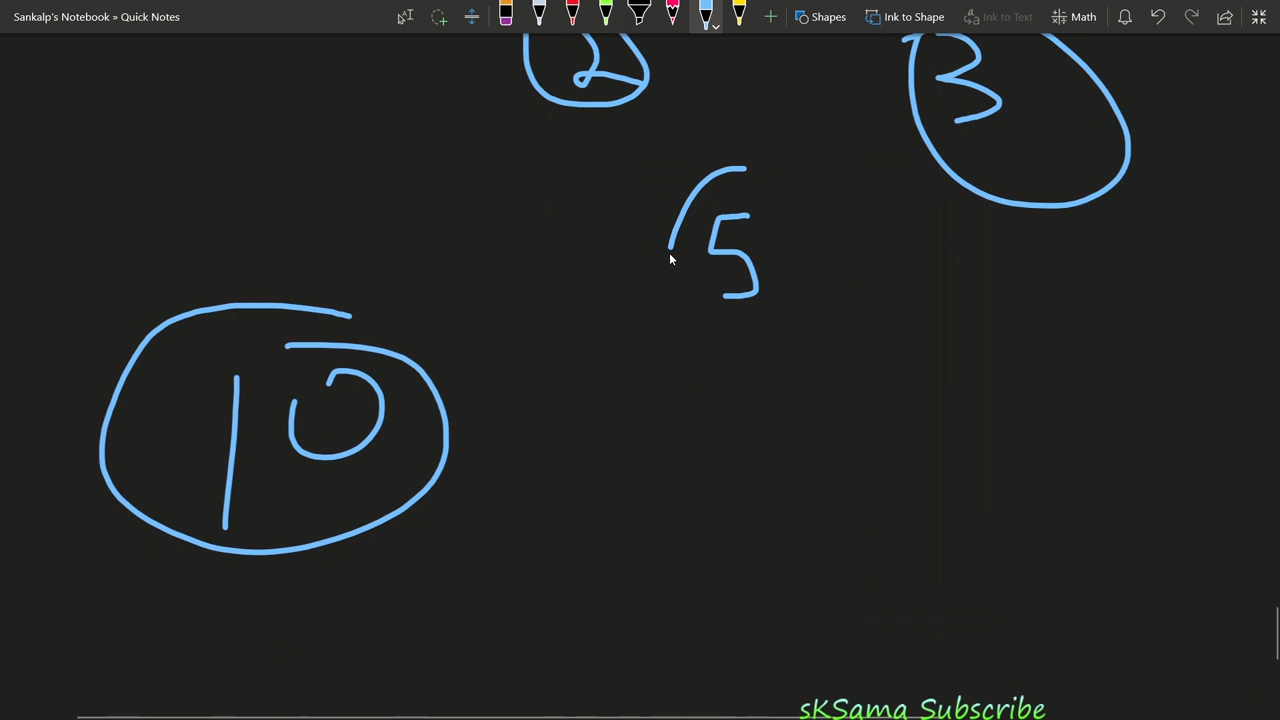 Sankalp's Notebook » Quick Notes
Shapes
Ink to Shape
Ink to Text
Math
2
3
5
10
sKSama Subscribe